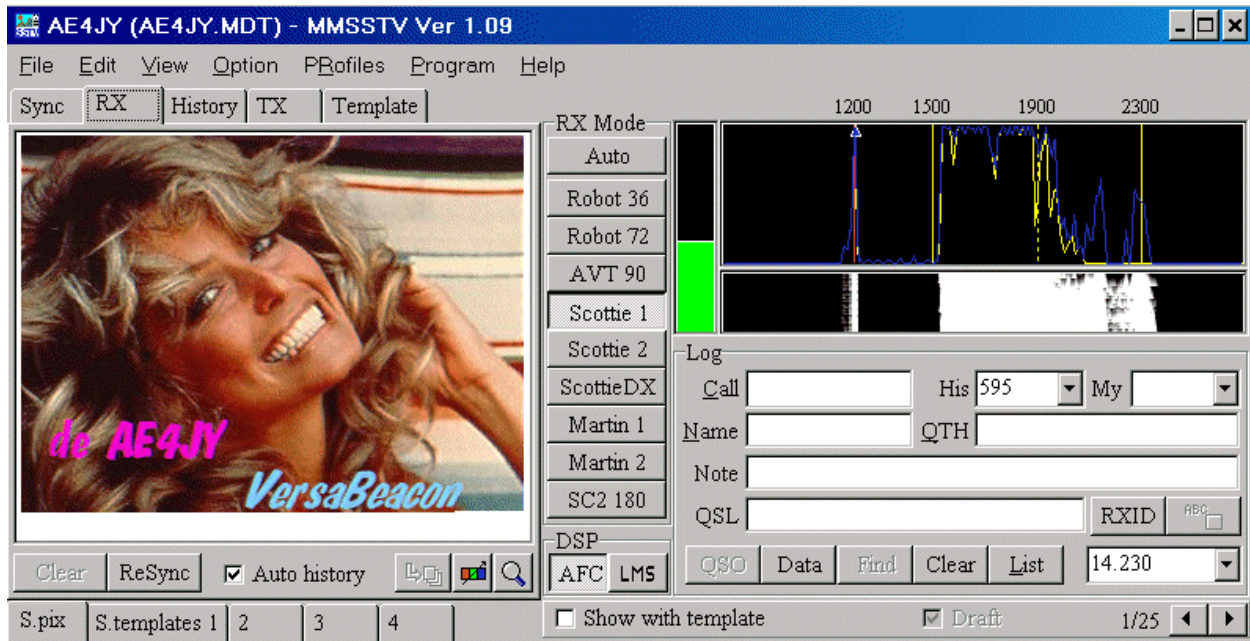 AE4JY (AE4JY.MDT) - MMSSTV Ver 1.09
File Edit View Option PRofiles Program Help
Sync RX History TX Template
1200 1500 1900 2300
de AE4JY
VersaBeacon
RX Mode
Auto
Robot 36
Robot 72
AVT 90
Scottie 1
Scottie 2
ScottieDX
Martin 1
Martin 2
SC2 180
DSP
AFC LMS
Log
Call His 595 My
Name QTH
Note
QSL RXID ABC
QSO Data Find Clear List 14.230
Clear ReSync Auto history
Show with template Draft 1/25
S.pix S.templates 1 2 3 4